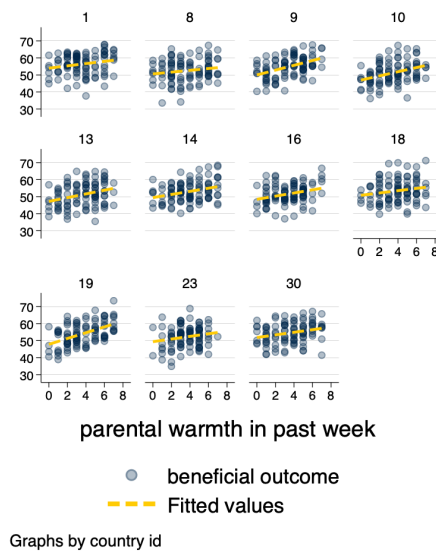 1 8 9 10
70
60
50
40
30
13 14 16 18
70
60
50
40
30
0 2 4 6 8
19 23 30
70
60
50
40
30
0 2 4 6 8 0 2 4 6 8 0 2 4 6 8
parental warmth in past week
beneficial outcome
Fitted values
Graphs by country id